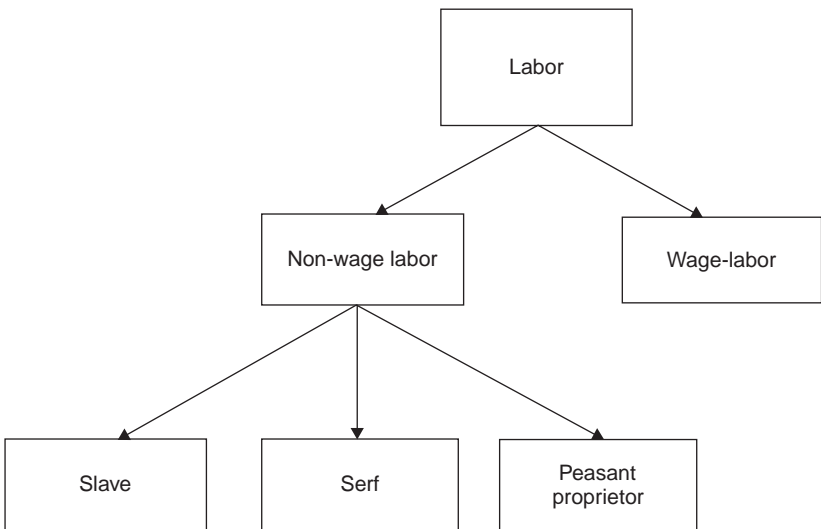 Labor
Non-wage labor
Wage-labor
Slave
Serf
Peasant
proprietor